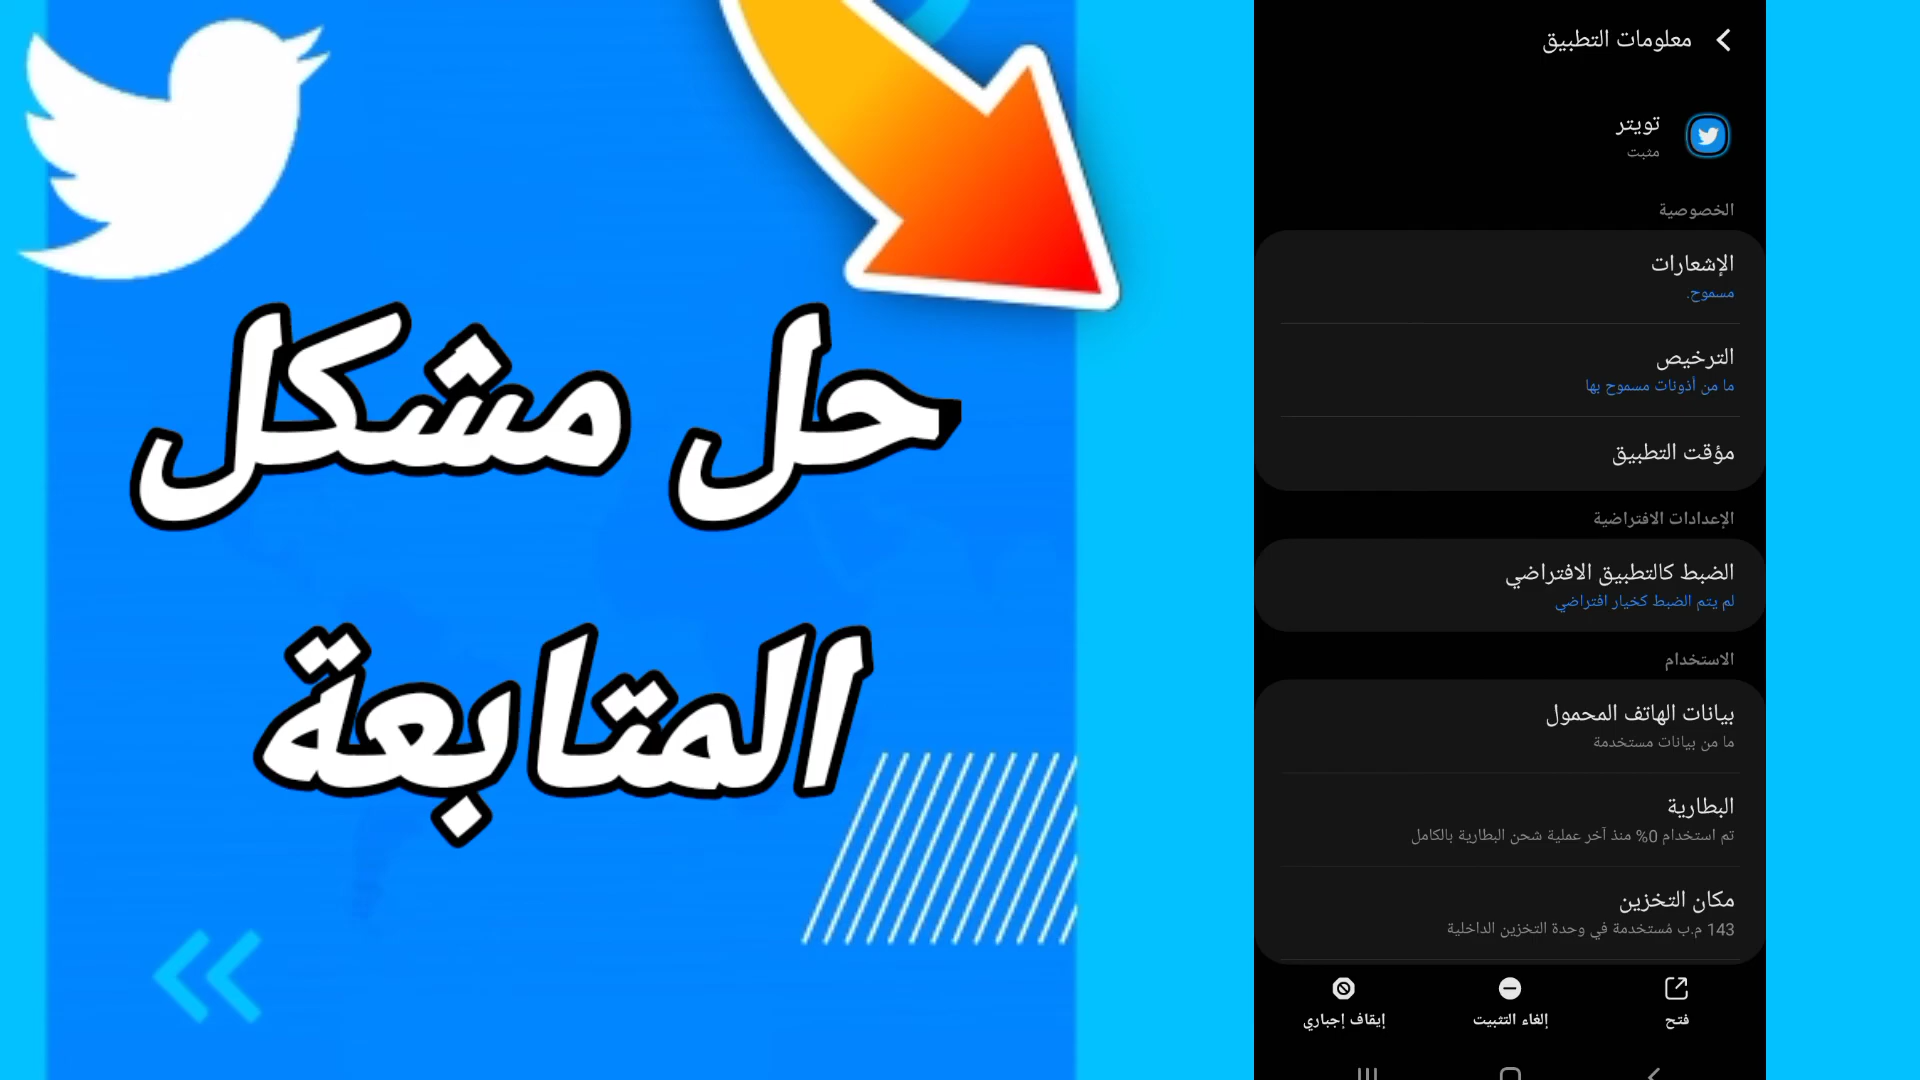 حل مشكل
المتابعة
معلومات التطبيق
تويتر
مثبت
الخصوصية
الإشعارات
مسموح.
الترخيص
ما من أذونات مسموح بها
مؤقت التطبيق
الإعدادات الافتراضية
الضبط كالتطبيق الافتراضي
لم يتم الضبط كخيار افتراضي
الاستخدام
بيانات الهاتف المحمول
ما من بيانات مستخدمة
البطارية
تم استخدام 0% منذ آخر عملية شحن البطارية بالكامل
مكان التخزين
143 م.ب مُستخدمة في وحدة التخزين الداخلية
فتح
إلغاء التثبيت
إيقاف إجباري